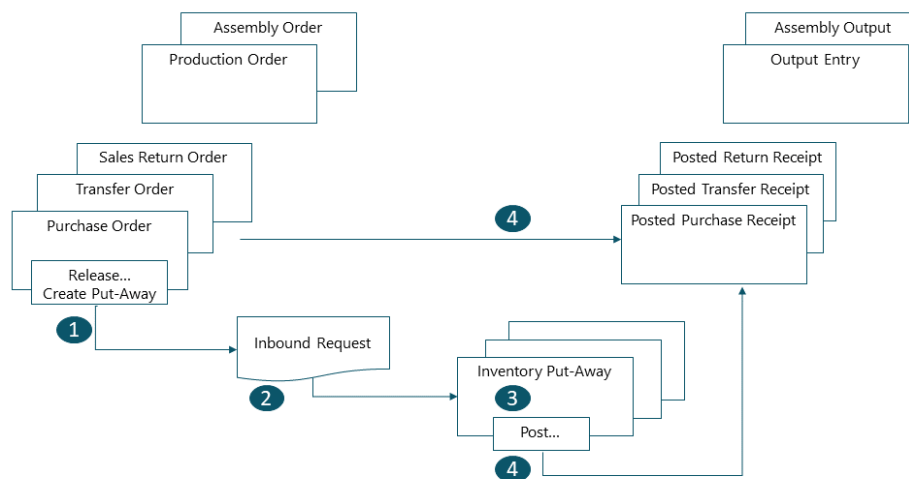 Assembly Order
Production Order
Assembly Output
Output Entry
Sales Return Order
Transfer Order
Purchase Order
Release...
Create Put-Away
Posted Return Receipt
Posted Transfer Receipt
Posted Purchase Receipt
4
1
Inbound Request
2
Inventory Put-Away
3
Post...
4